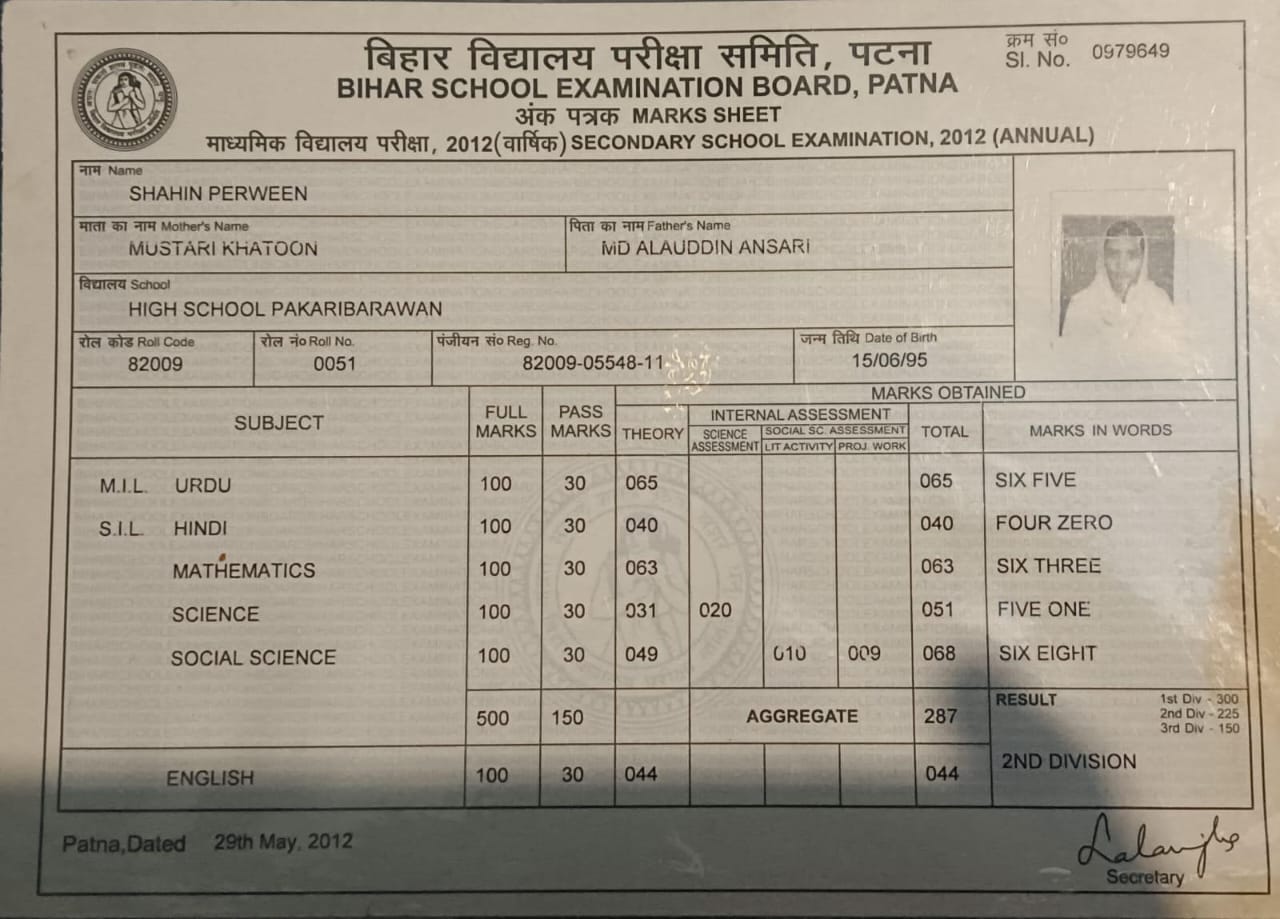 बिहार विद्यालय परीक्षा समिति, पटना
क्रम सं०
Sl. No. 0979649
BIHAR SCHOOL EXAMINATION BOARD, PATNA
अंक पत्रक MARKS SHEET
माध्यमिक विद्यालय परीक्षा, 2012(वार्षिक) SECONDARY SCHOOL EXAMINATION, 2012 (ANNUAL)
नाम Name
SHAHIN PERWEEN
माता का नाम Mother's Name पिता का नाम Father's Name
MUSTARI KHATOON MD ALAUDDIN ANSARI
विद्यालय School
HIGH SCHOOL PAKARIBARAWAN
रोल कोड Roll Code रोल नं० Roll No. पंजीयन सं० Reg. No. जन्म तिथि Date of Birth
82009 0051 82009-05548-11 15/06/95
SUBJECT FULL MARKS PASS MARKS MARKS OBTAINED
THEORY INTERNAL ASSESSMENT TOTAL MARKS IN WORDS
SCIENCE ASSESSMENT SOCIAL SC. ASSESSMENT
LIT ACTIVITY PROJ. WORK
M.I.L. URDU 100 30 065 065 SIX FIVE
S.I.L. HINDI 100 30 040 040 FOUR ZERO
MATHEMATICS 100 30 063 063 SIX THREE
SCIENCE 100 30 031 020 051 FIVE ONE
SOCIAL SCIENCE 100 30 049 010 009 068 SIX EIGHT
500 150 AGGREGATE 287 RESULT 1st Div - 300
2nd Div - 225
3rd Div - 150
ENGLISH 100 30 044 044 2ND DIVISION
Patna,Dated 29th May, 2012
Secretary